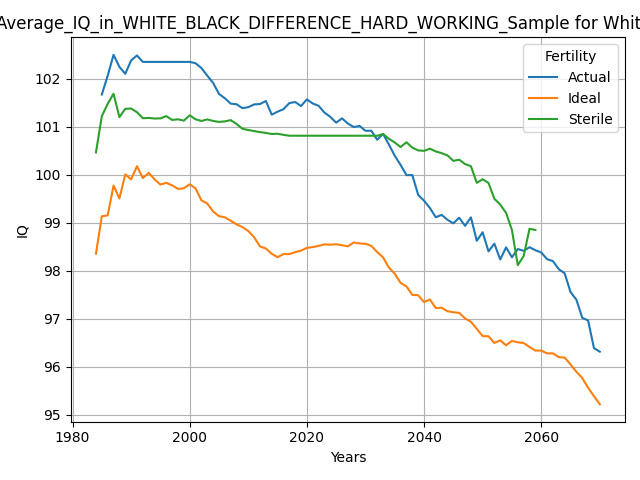 Average_IQ_in_WHITE_BLACK_DIFFERENCE_HARD_WORKING_Sample for Whit
Fertility
Actual
Ideal
Sterile
IQ
102
101
100
99
98
97
96
95
1980 2000 2020 2040 2060
Years